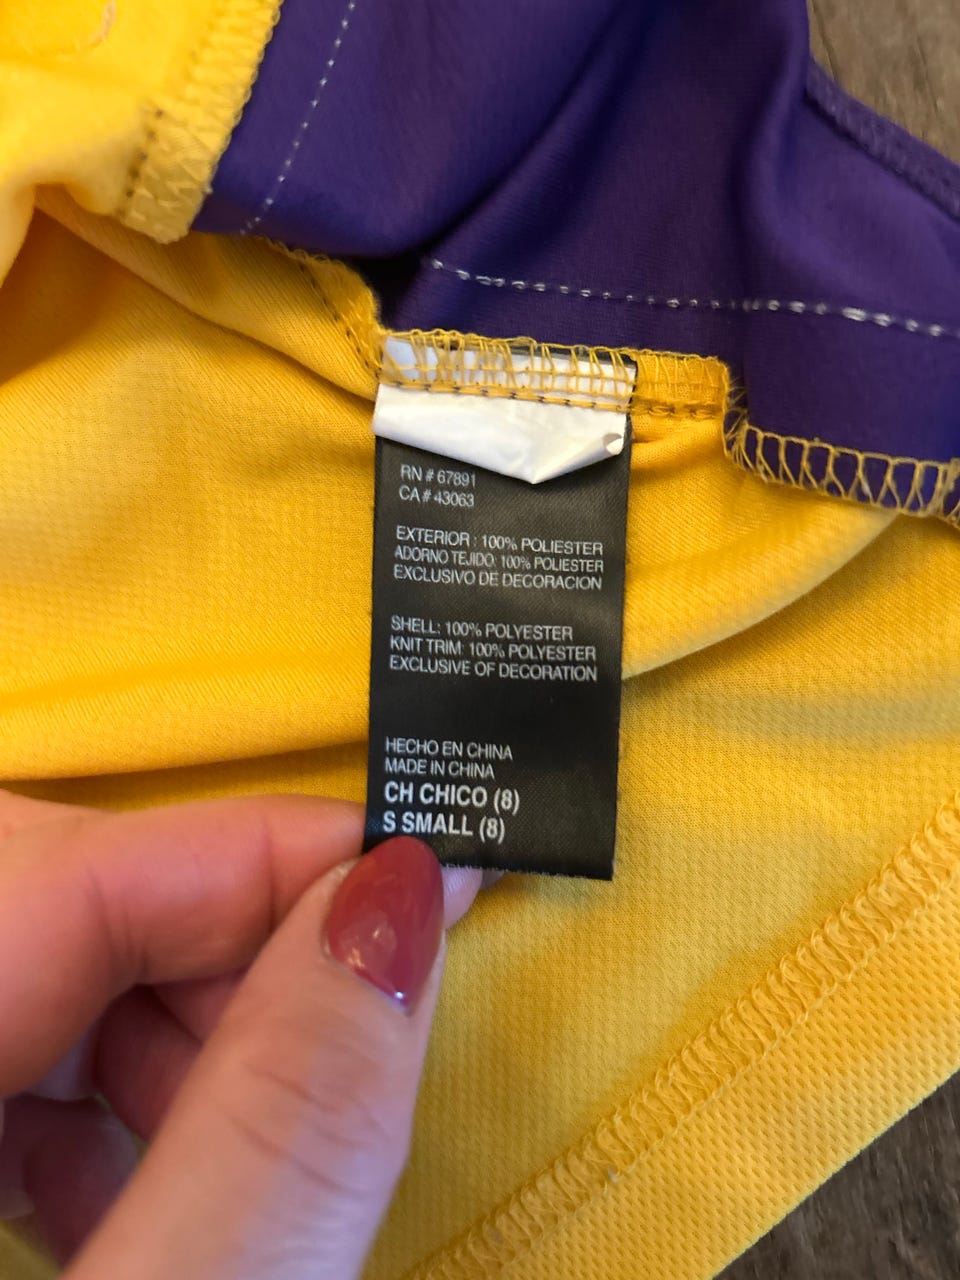 RN # 67891
CA # 43063
EXTERIOR : 100% POLIESTER
ADORNO TEJIDO: 100% POLIESTER
EXCLUSIVO DE DECORACION
SHELL: 100% POLYESTER
KNIT TRIM: 100% POLYESTER
EXCLUSIVE OF DECORATION
HECHO EN CHINA
MADE IN CHINA
CH CHICO (8)
S SMALL (8)